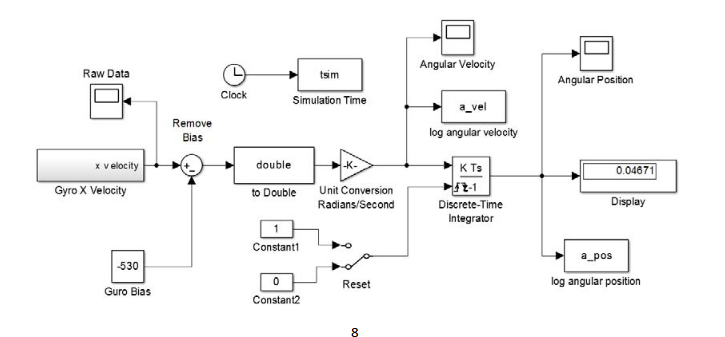 Raw Data
Clock
tsim
Simulation Time
Angular Velocity
Angular Position
a_vel
log angular velocity
Remove
Bias
x velocity
Gyro X Velocity
+
-
double
to Double
-K-
Unit Conversion
Radians/Second
K Ts
z-1
Discrete-Time
Integrator
0.04671
Display
-530
Guro Bias
1
Constant1
0
Constant2
Reset
a_pos
log angular position
8